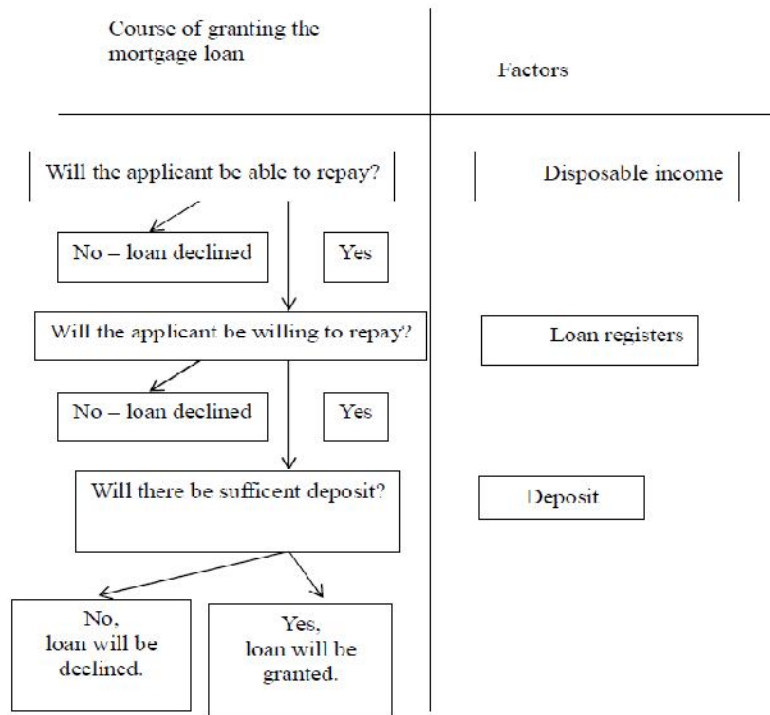 Course of granting the
mortgage loan
Factors
Will the applicant be able to repay?
Disposable income
No – loan declined
Yes
Will the applicant be willing to repay?
Loan registers
No – loan declined
Yes
Will there be sufficent deposit?
Deposit
No,
loan will be
declined.
Yes,
loan will be
granted.